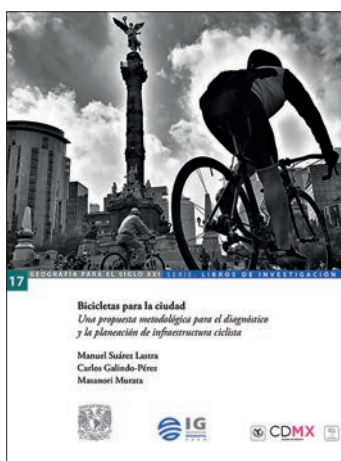 17 GEOGRAFÍA PARA EL SIGLO XXI SERIE: LIBROS DE INVESTIGACIÓN
Bicicletas para la ciudad
Una propuesta metodológica para el diagnóstico
y la planeación de infraestructura ciclista
Manuel Suárez Lastra
Carlos Galindo-Pérez
Masanori Murata
IG
CDMX